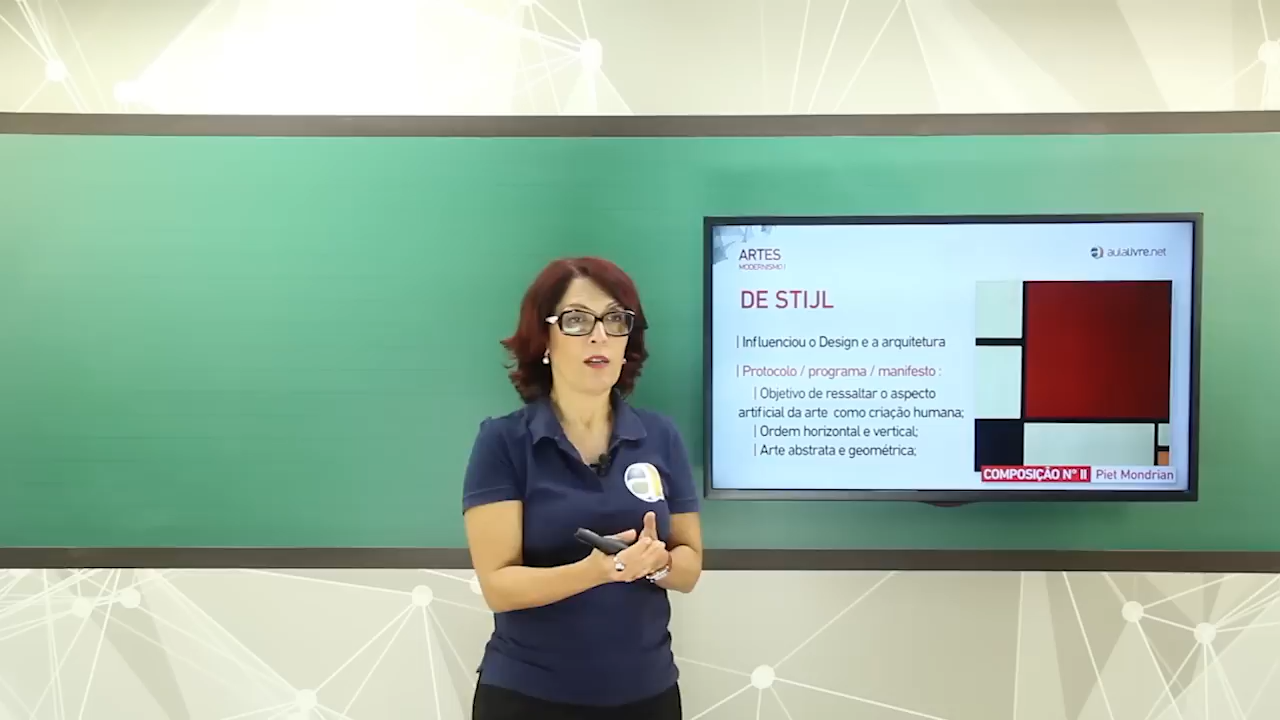 ARTES
MODERNISMO I
aulalivre.net
DE STIJL
| Influenciou o Design e a arquitetura
| Protocolo / programa / manifesto :
| Objetivo de ressaltar o aspecto
artificial da arte como criação humana;
| Ordem horizontal e vertical;
| Arte abstrata e geométrica;
COMPOSIÇÃO Nº II Piet Mondrian